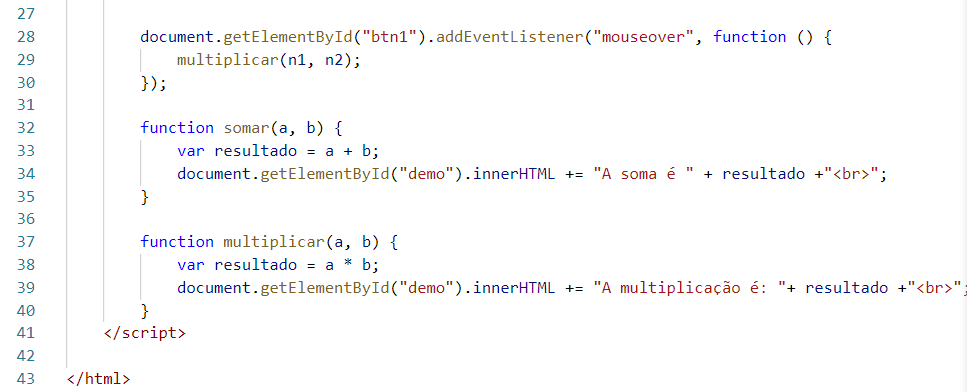 27
28 document.getElementById("btn1").addEventListener("mouseover", function () {
29 multiplicar(n1, n2);
30 });
31
32 function somar(a, b) {
33 var resultado = a + b;
34 document.getElementById("demo").innerHTML += "A soma é " + resultado +"<br>";
35 }
36
37 function multiplicar(a, b) {
38 var resultado = a * b;
39 document.getElementById("demo").innerHTML += "A multiplicação é: "+ resultado +"<br>";
40 }
41 </script>
42
43 </html>